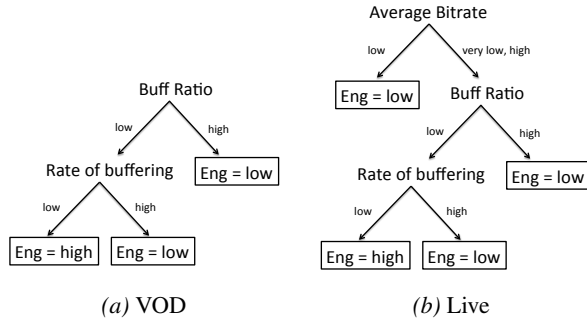 Buff Ratio
low
high
Rate of buffering
Eng = low
low
high
Eng = high
Eng = low
(a) VOD
Average Bitrate
low
very low, high
Eng = low
Buff Ratio
low
high
Rate of buffering
Eng = low
low
high
Eng = high
Eng = low
(b) Live